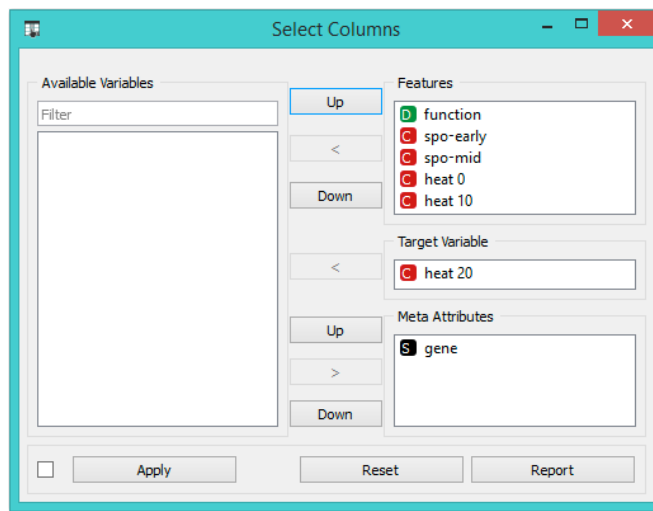 Select Columns
Available Variables
Filter
Up
<
Down
<
Up
>
Down
Features
D function
C spo-early
C spo-mid
C heat 0
C heat 10
Target Variable
C heat 20
Meta Attributes
S gene
Apply
Reset
Report